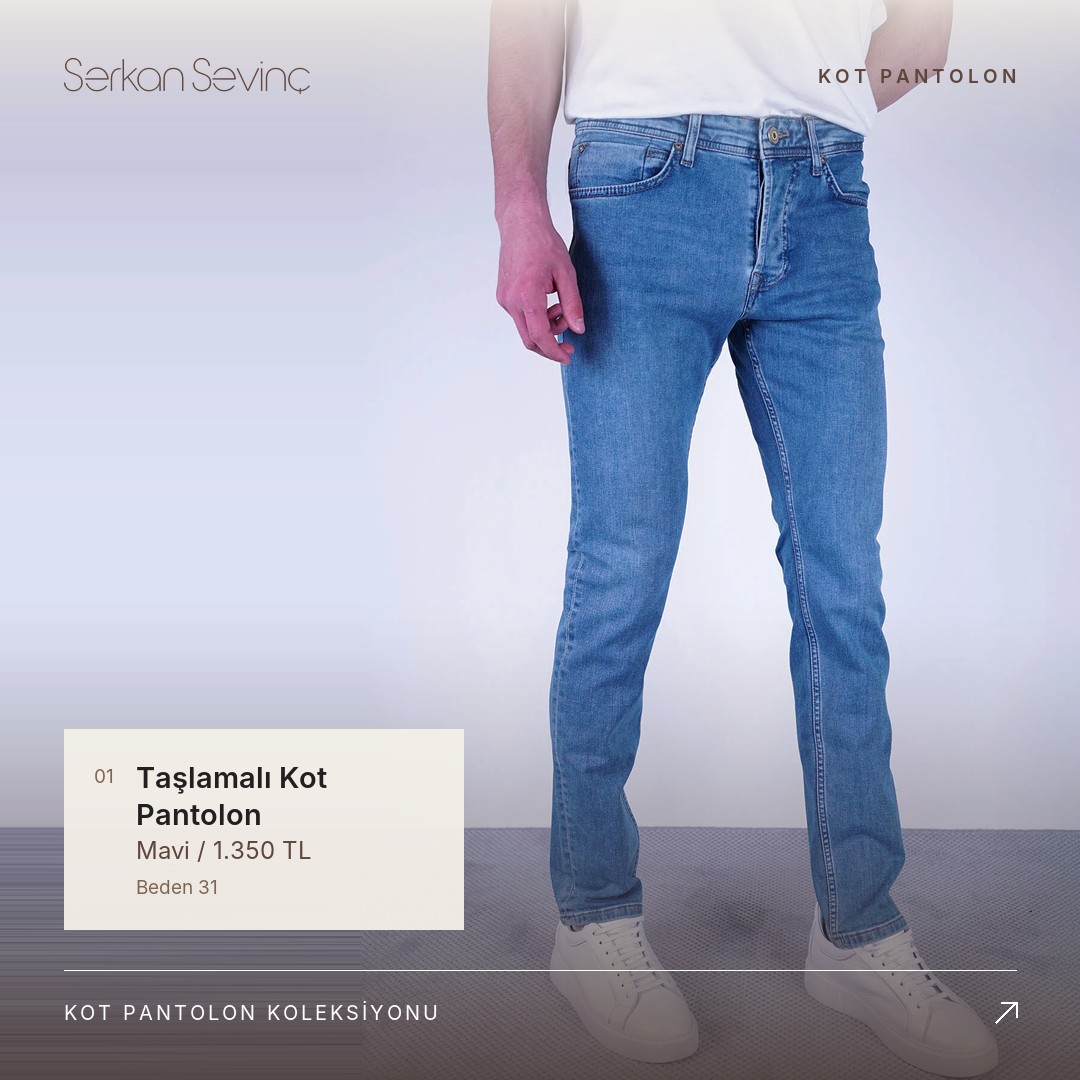 Serkan Sevinç
KOT PANTOLON
01
Taşlamalı Kot
Pantolon
Mavi / 1.350 TL
Beden 31
KOT PANTOLON KOLEKSİYONU